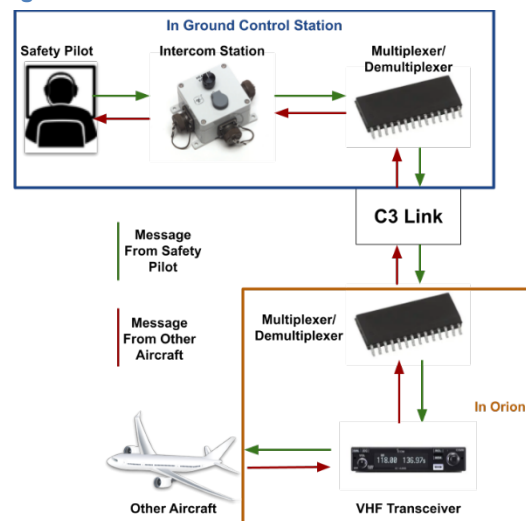 In Ground Control Station
Safety Pilot
Intercom Station
Multiplexer/
Demultiplexer
C3 Link
Message
From Safety
Pilot
Message
From Other
Aircraft
Multiplexer/
Demultiplexer
In Orion
Other Aircraft
VHF Transceiver